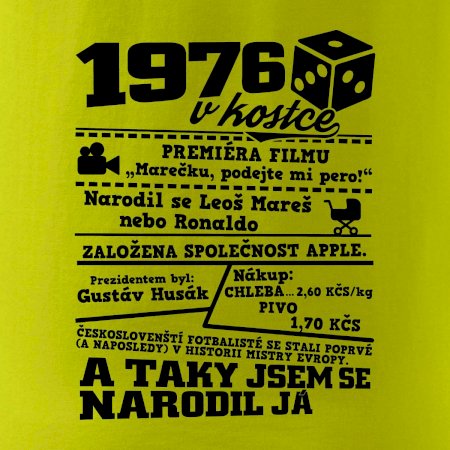 1976
v kostce
PREMIÉRA FILMU
„Marečku, podejte mi pero!“
Narodil se Leoš Mareš
nebo Ronaldo
ZALOŽENA SPOLEČNOST APPLE.
Prezidentem byl:
Gustáv Husák
Nákup:
CHLEBA... 2,60 KČS/kg
PIVO
1,70 KČS
ČESKOSLOVENŠTÍ FOTBALISTÉ SE STALI POPRVÉ
(A NAPOSLEDY) V HISTORII MISTRY EVROPY.
A TAKY JSEM SE
NARODIL JÁ